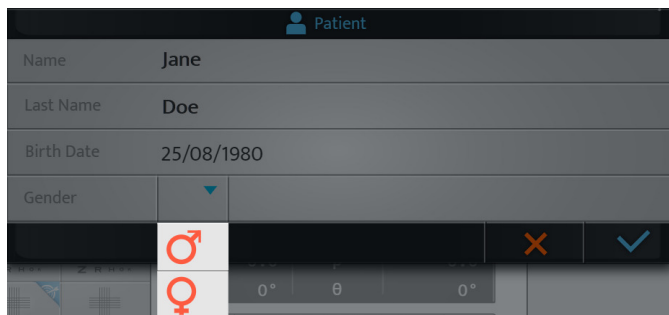 Patient
Name Jane
Last Name Doe
Birth Date 25/08/1980
Gender
0° θ 0°